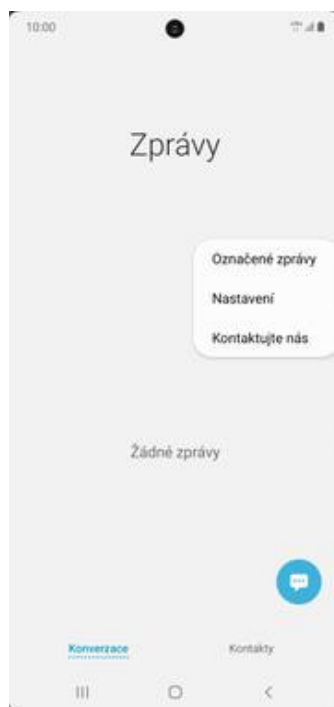 10:00
Zprávy
Označené zprávy
Nastavení
Kontaktujte nás
Žádné zprávy
Konverzace
Kontakty